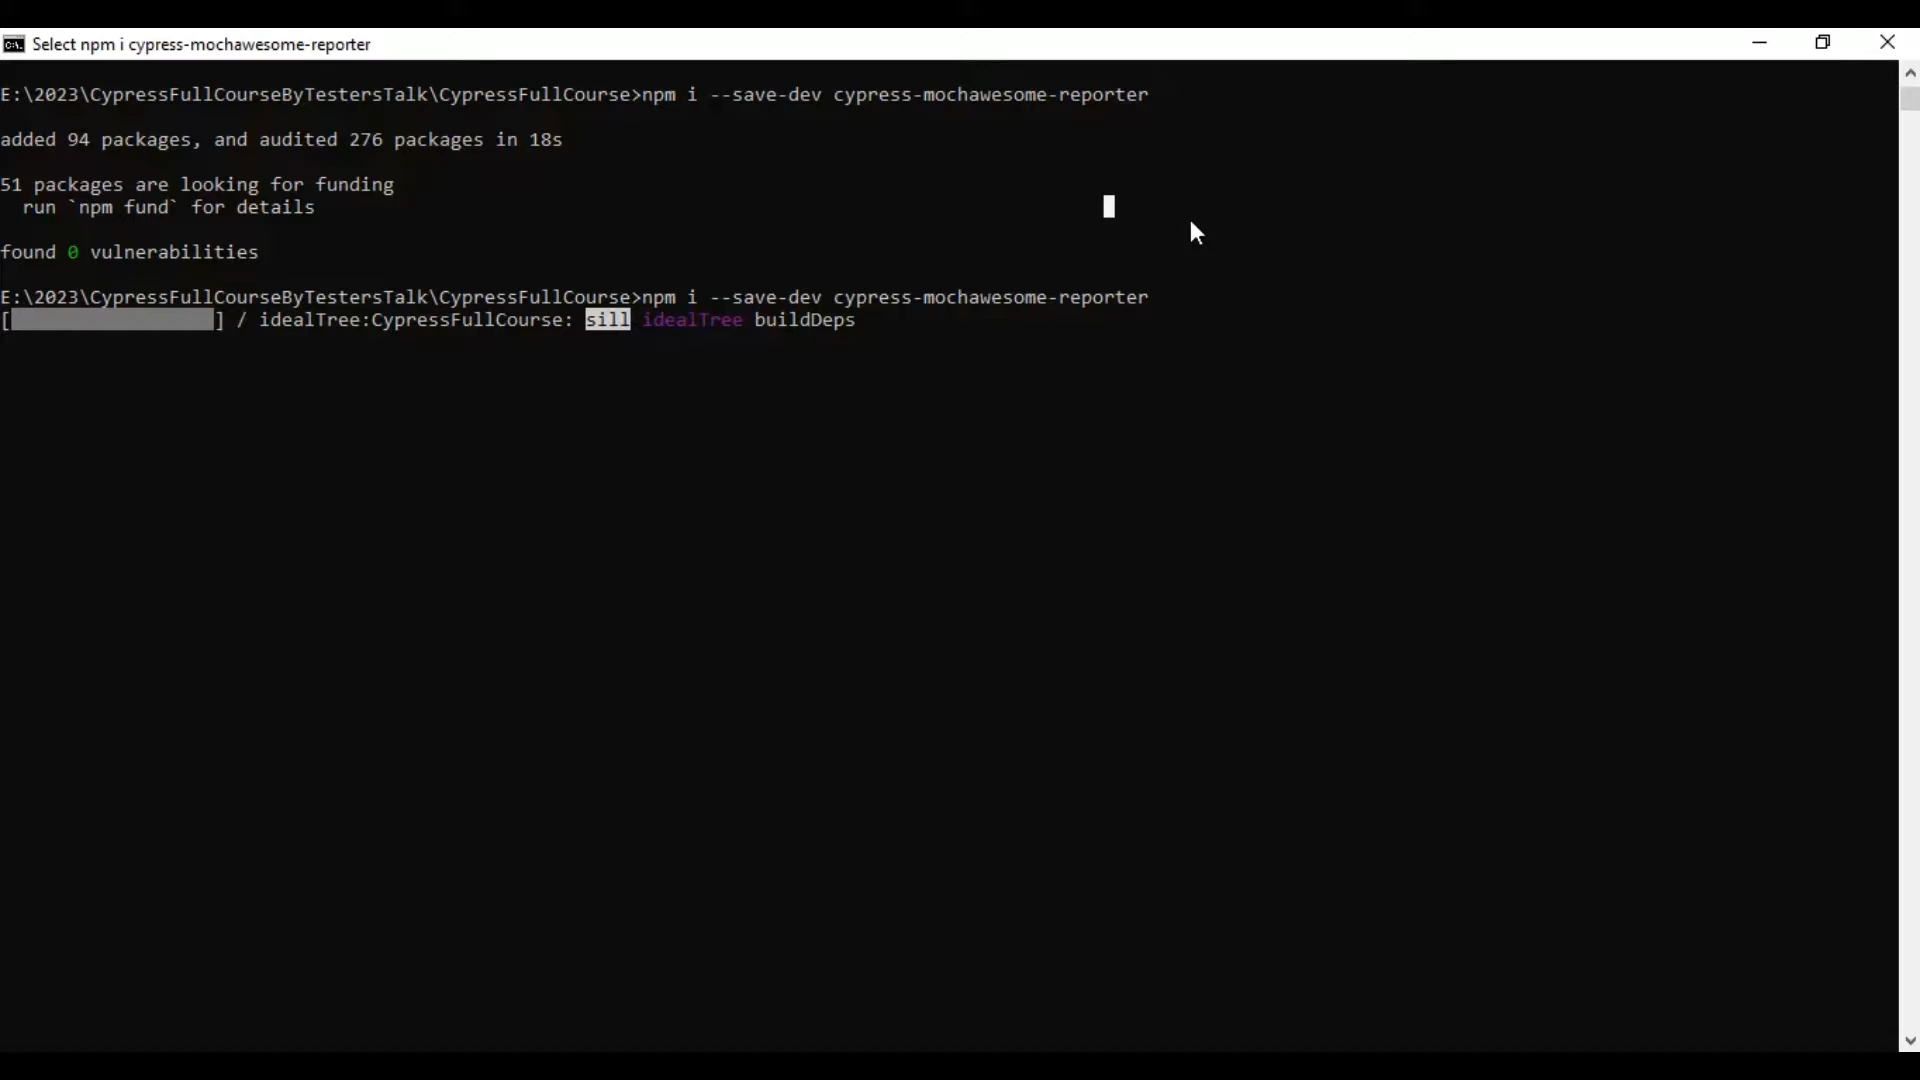 Select npm i cypress-mochawesome-reporter
E:\2023\CypressFullCourseByTestersTalk\CypressFullCourse>npm i --save-dev cypress-mochawesome-reporter
added 94 packages, and audited 276 packages in 18s
51 packages are looking for funding
run `npm fund` for details
found 0 vulnerabilities
E:\2023\CypressFullCourseByTestersTalk\CypressFullCourse>npm i --save-dev cypress-mochawesome-reporter
[                  ] / idealTree:CypressFullCourse: sill idealTree buildDeps